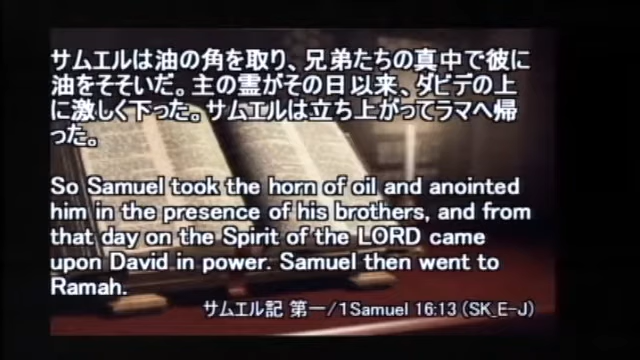 サムエルは油の角を取り、兄弟たちの真中で彼に
油をそそいだ。主の霊がその日以来、ダビデの上
に激しく下った。サムエルは立ち上がってラマへ帰
った。
So Samuel took the horn of oil and anointed
him in the presence of his brothers, and from
that day on the Spirit of the LORD came
upon David in power. Samuel then went to
Ramah.
サムエル記 第一/1Samuel 16:13 (SK_E-J)